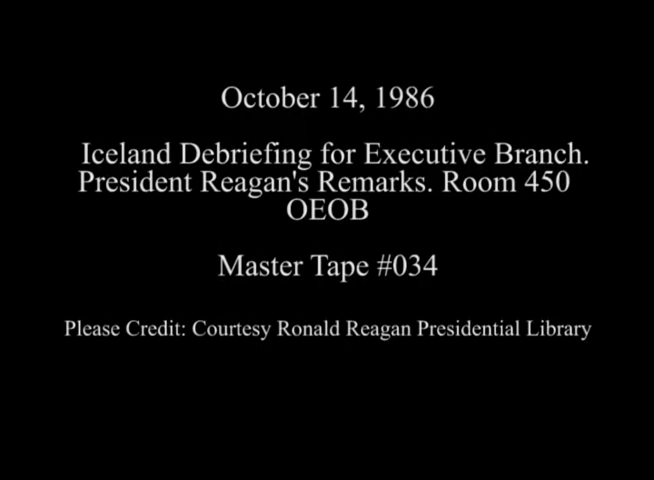 October 14, 1986
Iceland Debriefing for Executive Branch.
President Reagan's Remarks. Room 450
OEOB
Master Tape #034
Please Credit: Courtesy Ronald Reagan Presidential Library